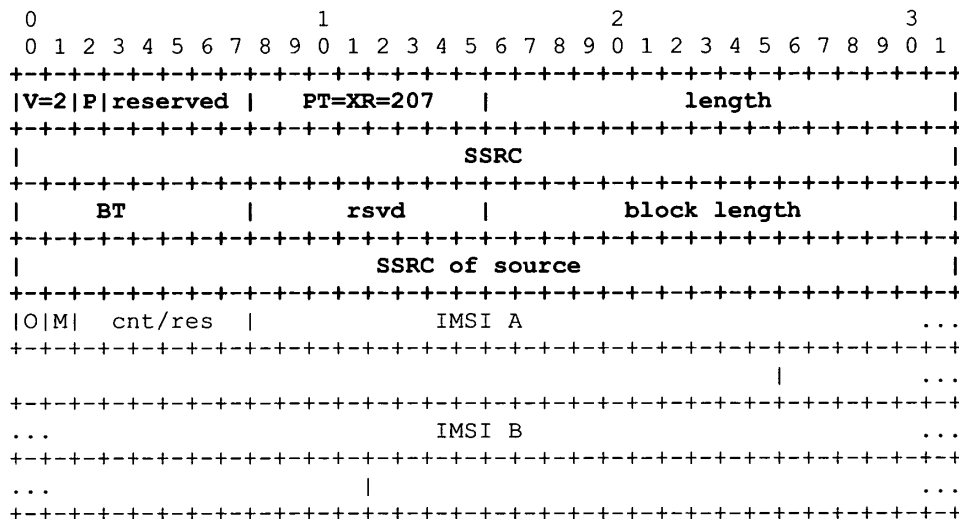 0                   1                   2                   3
 0 1 2 3 4 5 6 7 8 9 0 1 2 3 4 5 6 7 8 9 0 1 2 3 4 5 6 7 8 9 0 1
+-+-+-+-+-+-+-+-+-+-+-+-+-+-+-+-+-+-+-+-+-+-+-+-+-+-+-+-+-+-+-+-+
|V=2|P|reserved |   PT=XR=207   |             length            |
+-+-+-+-+-+-+-+-+-+-+-+-+-+-+-+-+-+-+-+-+-+-+-+-+-+-+-+-+-+-+-+-+
|                              SSRC                             |
+-+-+-+-+-+-+-+-+-+-+-+-+-+-+-+-+-+-+-+-+-+-+-+-+-+-+-+-+-+-+-+-+
|     BT        |      rsvd     |         block length          |
+-+-+-+-+-+-+-+-+-+-+-+-+-+-+-+-+-+-+-+-+-+-+-+-+-+-+-+-+-+-+-+-+
|                        SSRC of source                         |
+-+-+-+-+-+-+-+-+-+-+-+-+-+-+-+-+-+-+-+-+-+-+-+-+-+-+-+-+-+-+-+-+
|O|M|  cnt/res  |            IMSI A                           ...
+-+-+-+-+-+-+-+-+-+-+-+-+-+-+-+-+-+-+-+-+-+-+-+-+-+-+-+-+-+-+-+-+
                                                    |         ...
+-+-+-+-+-+-+-+-+-+-+-+-+-+-+-+-+-+-+-+-+-+-+-+-+-+-+-+-+-+-+-+-+
...                          IMSI B                           ...
+-+-+-+-+-+-+-+-+-+-+-+-+-+-+-+-+-+-+-+-+-+-+-+-+-+-+-+-+-+-+-+-+
...                     |                                     ...
+-+-+-+-+-+-+-+-+-+-+-+-+-+-+-+-+-+-+-+-+-+-+-+-+-+-+-+-+-+-+-+-+